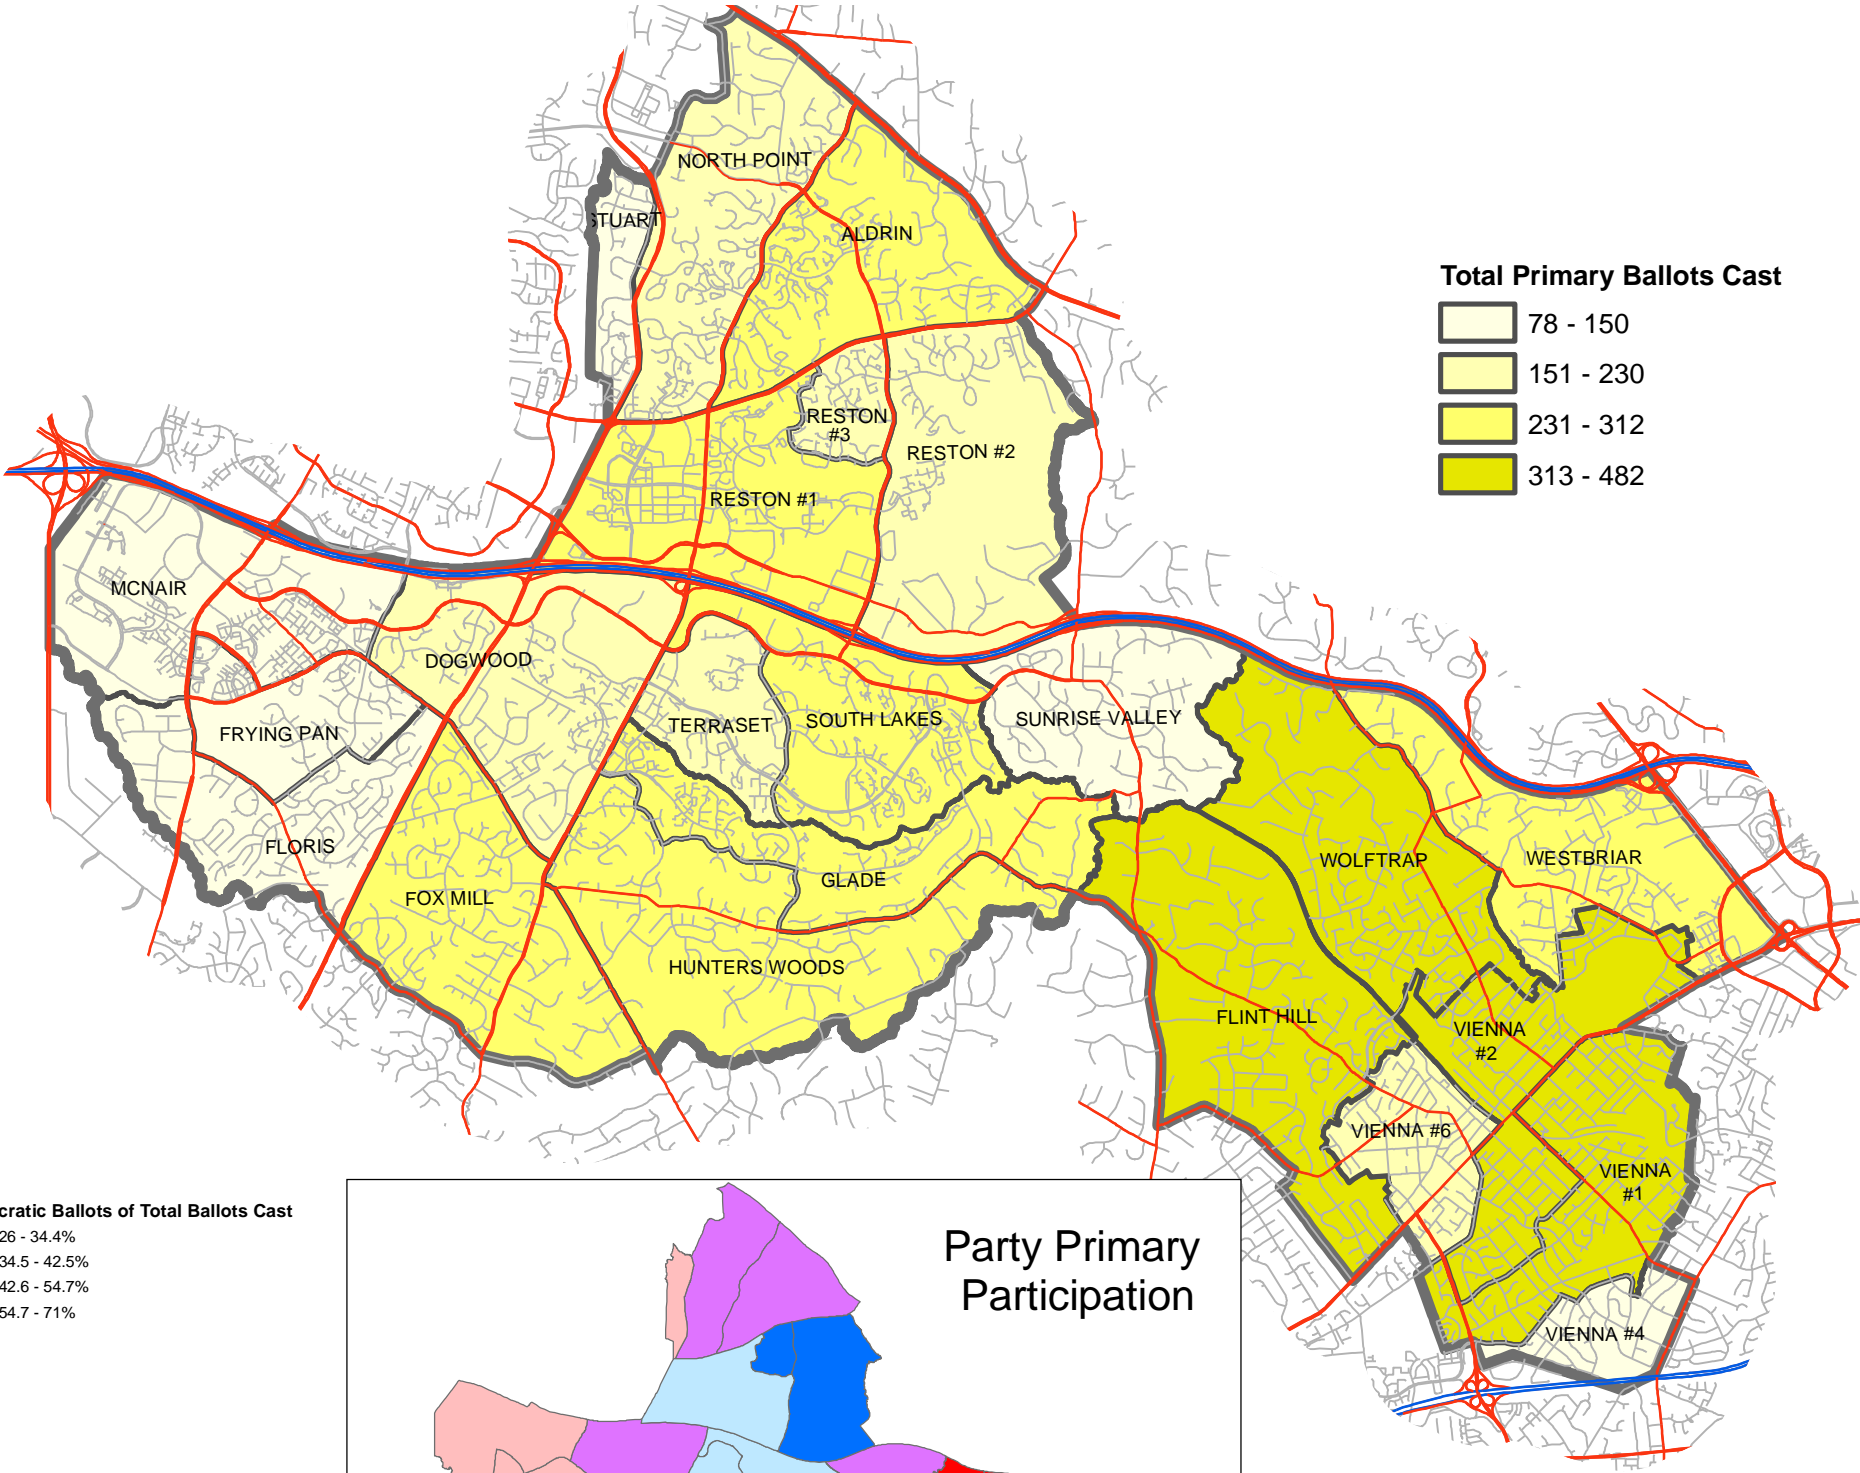 NORTH POINT
STUART
ALDRIN
Total Primary Ballots Cast
78 - 150
151 - 230
231 - 312
313 - 482
RESTON
#3
RESTON #2
RESTON #1
MCNAIR
DOGWOOD
FRYING PAN
TERRASET
SOUTH LAKES
SUNRISE VALLEY
FLORIS
FOX MILL
GLADE
HUNTERS WOODS
WOLFTRAP
WESTBRIAR
FLINT HILL
VIENNA
#2
VIENNA #6
VIENNA
#1
VIENNA #4
cratic Ballots of Total Ballots Cast
26 - 34.4%
34.5 - 42.5%
42.6 - 54.7%
54.7 - 71%
Party Primary
Participation